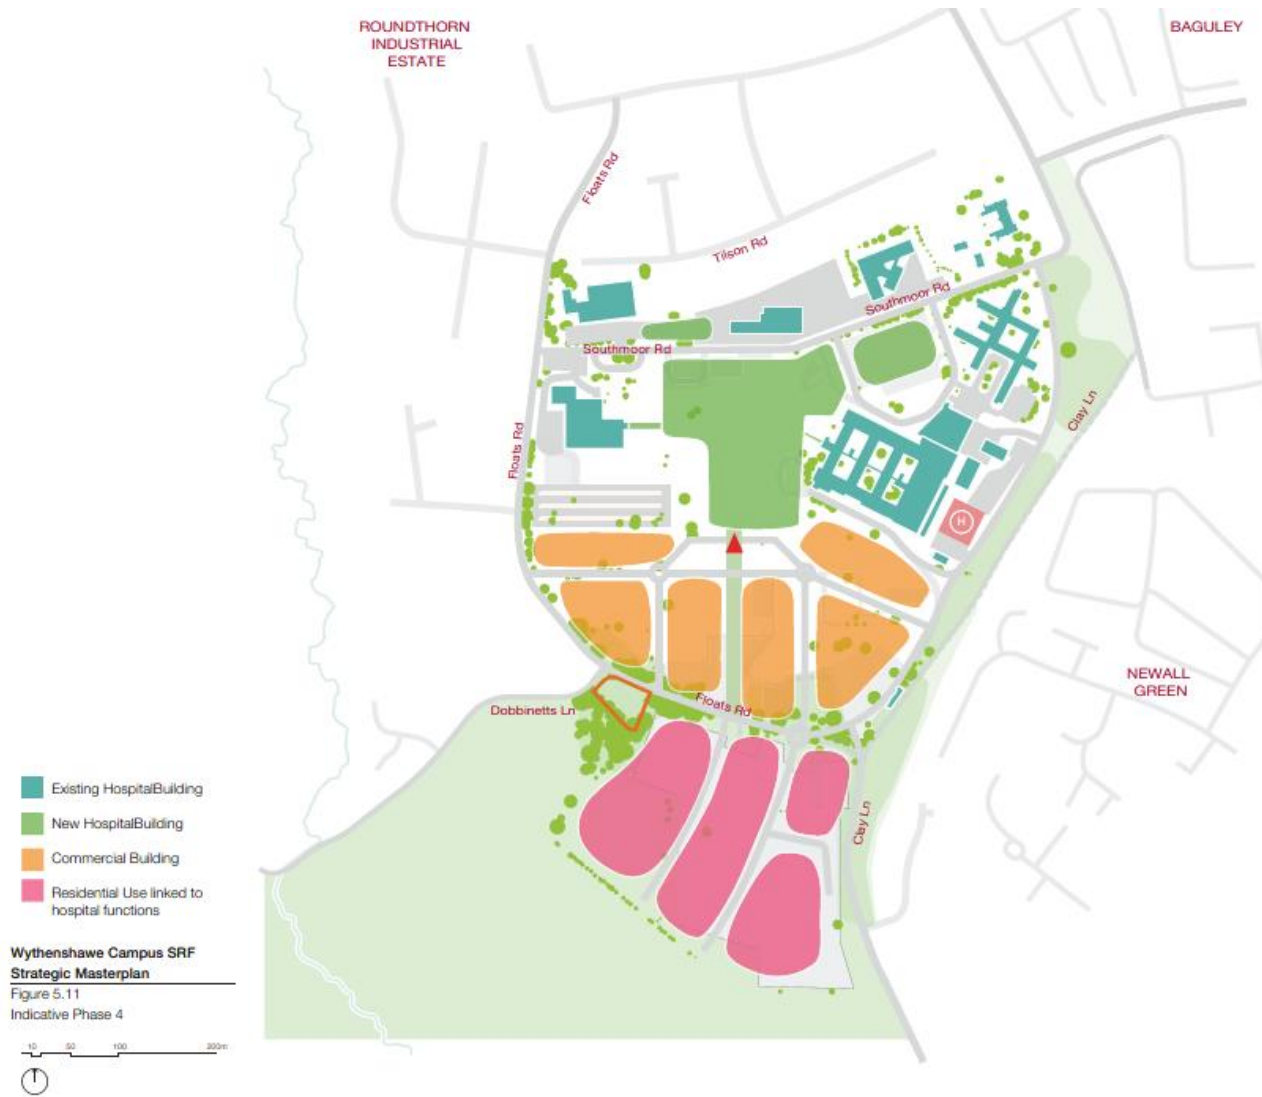 ROUNDTHORN
INDUSTRIAL
ESTATE
BAGULEY
Floats Rd
Tilson Rd
Southmoor Rd
Southmoor Rd
Clay Ln
Floats Rd
H
NEWALL
GREEN
Floats Rd
Dobbinetts Ln
Clay Ln
Existing HospitalBuilding
New HospitalBuilding
Commercial Building
Residential Use linked to
hospital functions
Wythenshawe Campus SRF
Strategic Masterplan
Figure 5.11
Indicative Phase 4
10 50 100 200m